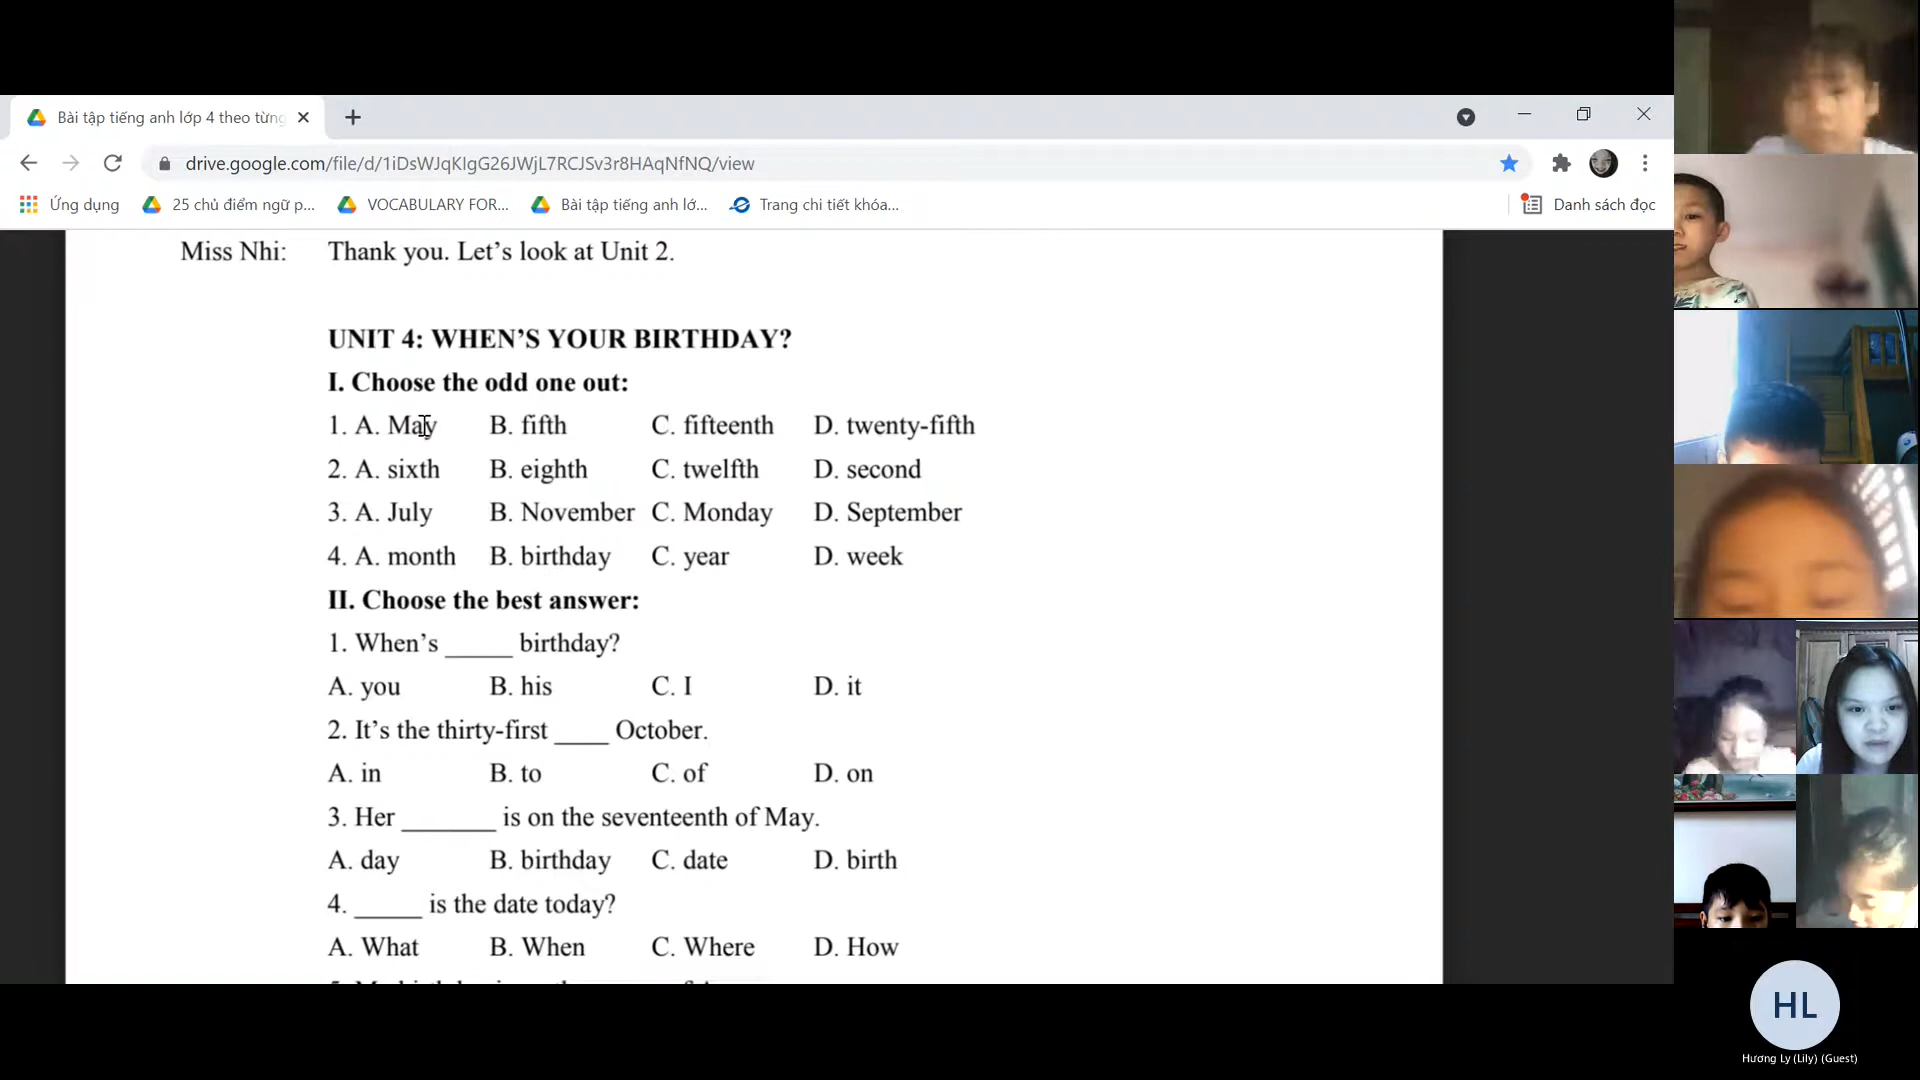 Bài tập tiếng anh lớp 4 theo từng
drive.google.com/file/d/1iDsWJqKIgG26JWjL7RCJSv3r8HAqNfNQ/view
Ứng dụng 25 chủ điểm ngữ p... VOCABULARY FOR... Bài tập tiếng anh lớ... Trang chi tiết khóa... Danh sách đọc
Miss Nhi: Thank you. Let’s look at Unit 2.
UNIT 4: WHEN’S YOUR BIRTHDAY?
I. Choose the odd one out:
1. A. May B. fifth C. fifteenth D. twenty-fifth
2. A. sixth B. eighth C. twelfth D. second
3. A. July B. November C. Monday D. September
4. A. month B. birthday C. year D. week
II. Choose the best answer:
1. When’s _____ birthday?
A. you B. his C. I D. it
2. It’s the thirty-first ____ October.
A. in B. to C. of D. on
3. Her _______ is on the seventeenth of May.
A. day B. birthday C. date D. birth
4. _____ is the date today?
A. What B. When C. Where D. How
HL
Hương Ly (Lily) (Guest)